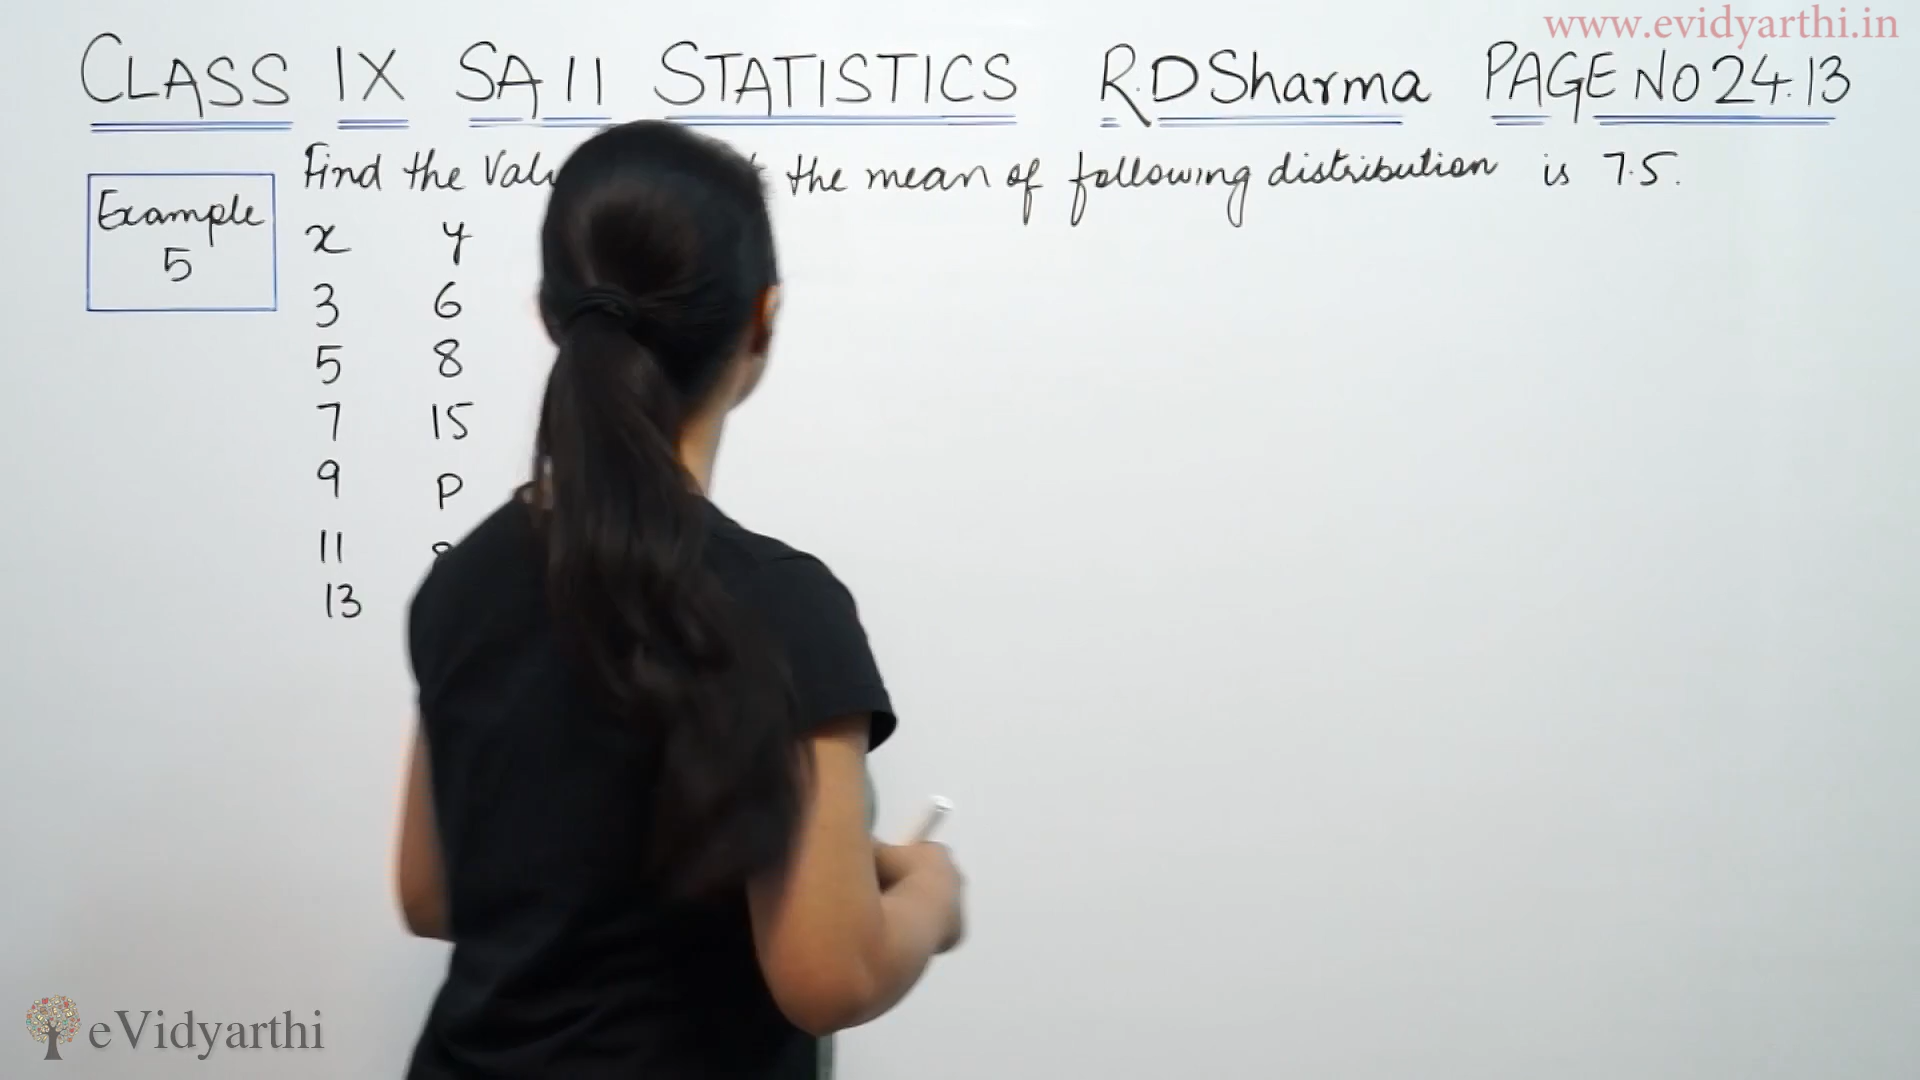 www.evidyarthi.in
CLASS IX SA II STATISTICS R.D Sharma PAGE NO 24.13
Example
5
Find the the mean of following distribution is 7.5.
x y
3 6
5 8
7 15
9 P
11
13
eVidyarthi